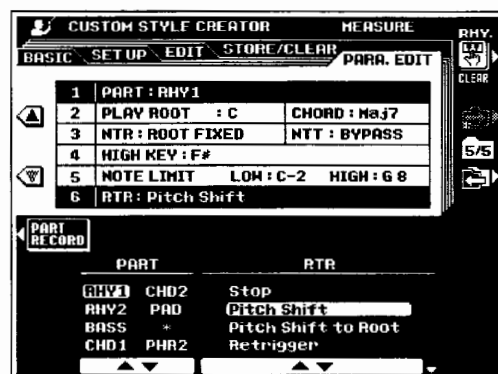 CUSTOM STYLE CREATOR MEASURE
RHY.
BASIC SETUP EDIT STORE/CLEAR PARA. EDIT
CLEAR
1 PART : RHY1
2 PLAY ROOT : C CHORD : Maj7
3 NTR : ROOT FIXED NTT : BYPASS
4 HIGH KEY : F#
5/5
5 NOTE LIMIT LOW : C-2 HIGH : G8
6 RTR : Pitch Shift
PART RECORD
PART RTR
RHY1 CHD2 Stop
RHY2 PAD Pitch Shift
BASS * Pitch Shift to Root
CHD1 PHR2 Retrigger